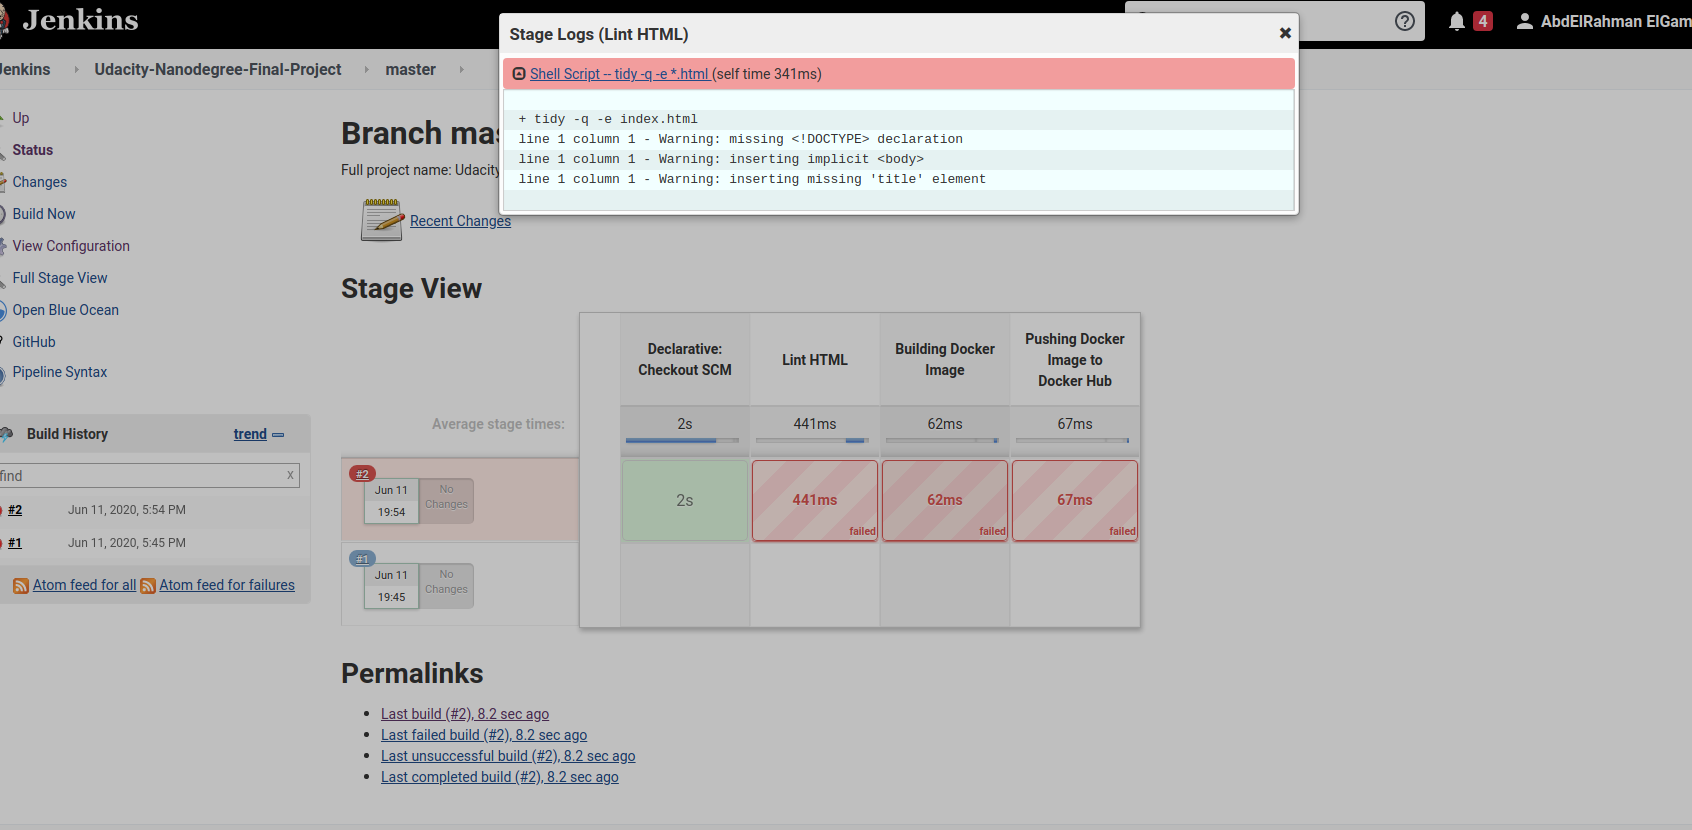 Jenkins
4
AbdElRahman ElGam
Jenkins
Udacity-Nanodegree-Final-Project
master
Stage Logs (Lint HTML)
Shell Script -- tidy -q -e *.html (self time 341ms)
+ tidy -q -e index.html
line 1 column 1 - Warning: missing <!DOCTYPE> declaration
line 1 column 1 - Warning: inserting implicit <body>
line 1 column 1 - Warning: inserting missing 'title' element
Up
Status
Changes
Build Now
View Configuration
Full Stage View
Open Blue Ocean
GitHub
Pipeline Syntax
Build History
trend
find
x
#2
Jun 11, 2020, 5:54 PM
#1
Jun 11, 2020, 5:45 PM
Atom feed for all
Atom feed for failures
Branch mas
Full project name: Udacity
Recent Changes
Stage View
Declarative:
Checkout SCM
Lint HTML
Building Docker
Image
Pushing Docker
Image to
Docker Hub
Average stage times:
2s
441ms
62ms
67ms
#2
Jun 11
19:54
No
Changes
2s
441ms
failed
62ms
failed
67ms
failed
#1
Jun 11
19:45
No
Changes
Permalinks
Last build (#2), 8.2 sec ago
Last failed build (#2), 8.2 sec ago
Last unsuccessful build (#2), 8.2 sec ago
Last completed build (#2), 8.2 sec ago